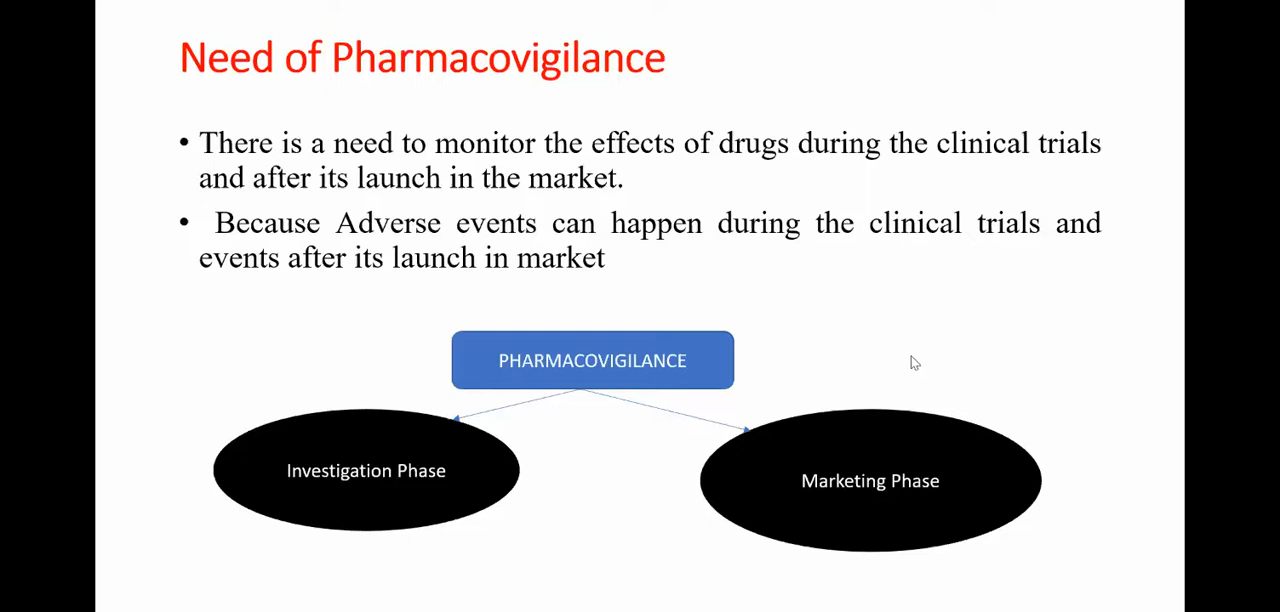 Need of Pharmacovigilance
• There is a need to monitor the effects of drugs during the clinical trials
and after its launch in the market.
• Because Adverse events can happen during the clinical trials and
events after its launch in market
PHARMACOVIGILANCE
Investigation Phase
Marketing Phase